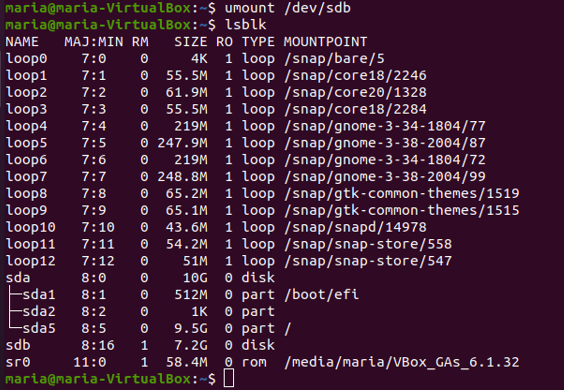 maria@maria-VirtualBox:~$ umount /dev/sdb
maria@maria-VirtualBox:~$ lsblk
NAME   MAJ:MIN RM   SIZE RO TYPE MOUNTPOINT
loop0    7:0    0     4K  1 loop /snap/bare/5
loop1    7:1    0  55.5M  1 loop /snap/core18/2246
loop2    7:2    0  61.9M  1 loop /snap/core20/1328
loop3    7:3    0  55.5M  1 loop /snap/core18/2284
loop4    7:4    0   219M  1 loop /snap/gnome-3-34-1804/77
loop5    7:5    0 247.9M  1 loop /snap/gnome-3-38-2004/87
loop6    7:6    0   219M  1 loop /snap/gnome-3-34-1804/72
loop7    7:7    0 248.8M  1 loop /snap/gnome-3-38-2004/99
loop8    7:8    0  65.2M  1 loop /snap/gtk-common-themes/1519
loop9    7:9    0  65.1M  1 loop /snap/gtk-common-themes/1515
loop10   7:10   0  43.6M  1 loop /snap/snapd/14978
loop11   7:11   0  54.2M  1 loop /snap/snap-store/558
loop12   7:12   0    51M  1 loop /snap/snap-store/547
sda      8:0    0    10G  0 disk
├─sda1   8:1    0   512M  0 part /boot/efi
├─sda2   8:2    0     1K  0 part
└─sda5   8:5    0   9.5G  0 part /
sdb      8:16   1   7.2G  0 disk
sr0     11:0    1  58.4M  0 rom  /media/maria/VBox_GAs_6.1.32
maria@maria-VirtualBox:~$